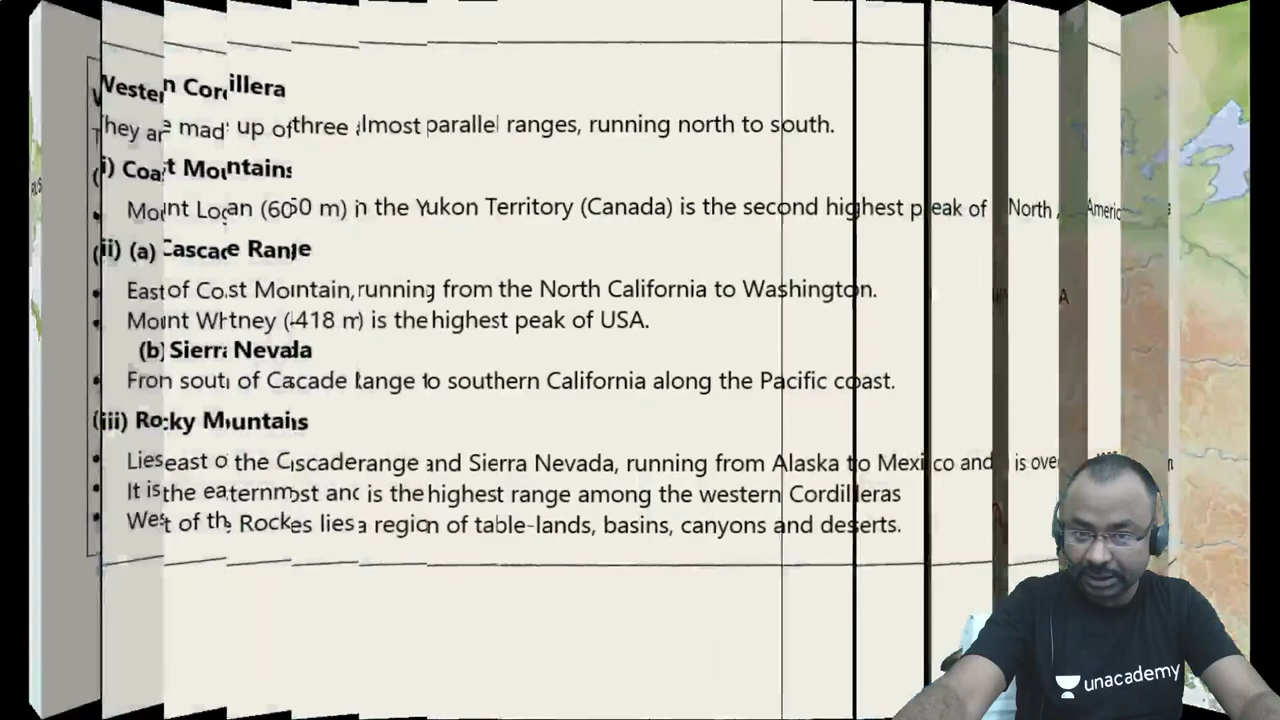 Western Cordillera
They are made up of three almost parallel ranges, running north to south.
(i) Coast Mountains
Mount Logan (6050 m) in the Yukon Territory (Canada) is the second highest peak of North
(ii) (a) Cascade Range
East of Coast Mountain, running from the North California to Washington.
Mount Whitney (4418 m) is the highest peak of USA.
(b) Sierra Nevada
From south of Cascade Range to southern California along the Pacific coast.
(iii) Rocky Mountains
Lies east of the Cascade range and Sierra Nevada, running from Alaska to Mexico and is
It is the easternmost and is the highest range among the western Cordilleras
West of the Rockies lies a region of table-lands, basins, canyons and deserts.
unacademy